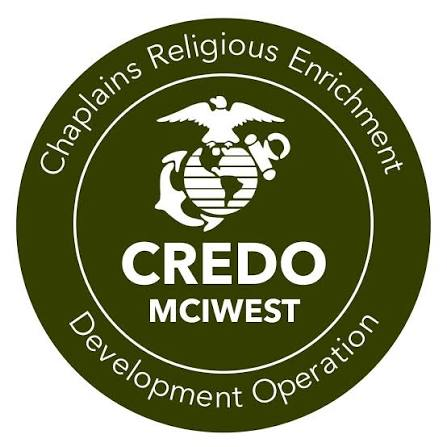 Chaplains Religious Enrichment
CREDO
MCIWEST
Development Operation